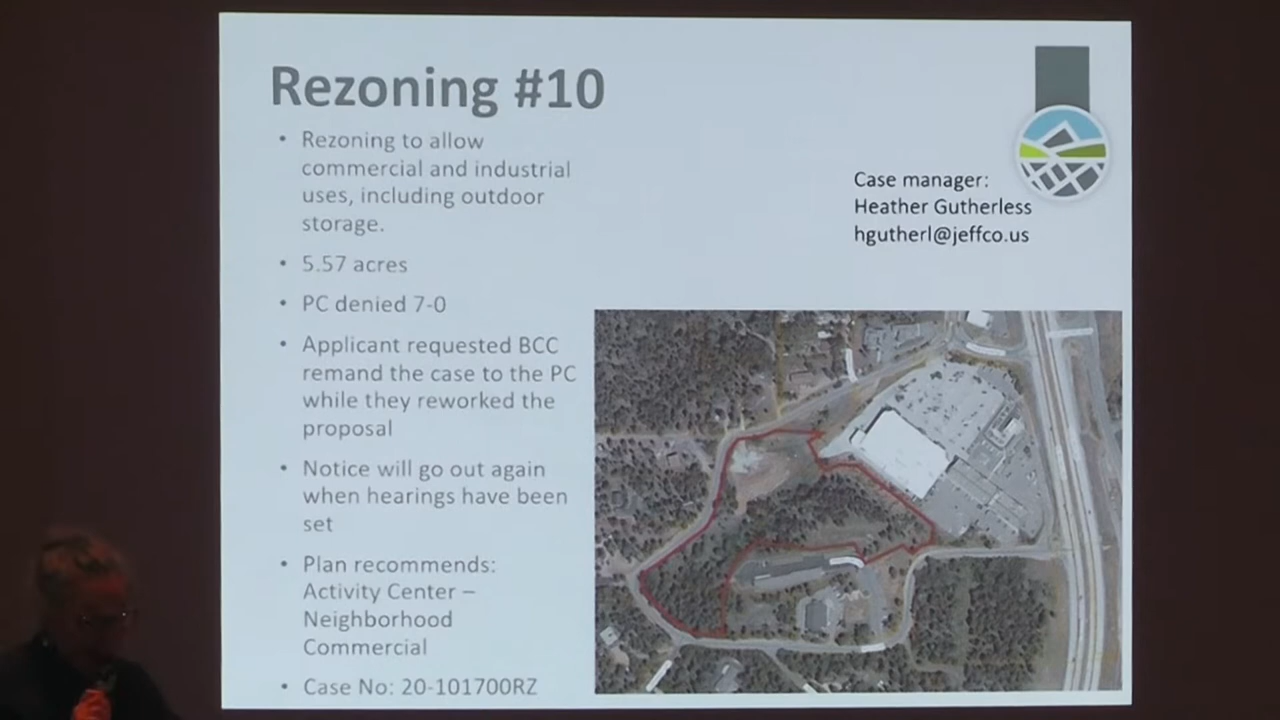 Rezoning #10
• Rezoning to allow
commercial and industrial
uses, including outdoor
storage.
• 5.57 acres
• PC denied 7-0
• Applicant requested BCC
remand the case to the PC
while they reworked the
proposal
• Notice will go out again
when hearings have been
set
• Plan recommends:
Activity Center –
Neighborhood
Commercial
• Case No: 20-101700RZ
Case manager:
Heather Gutherless
hgutherl@jeffco.us